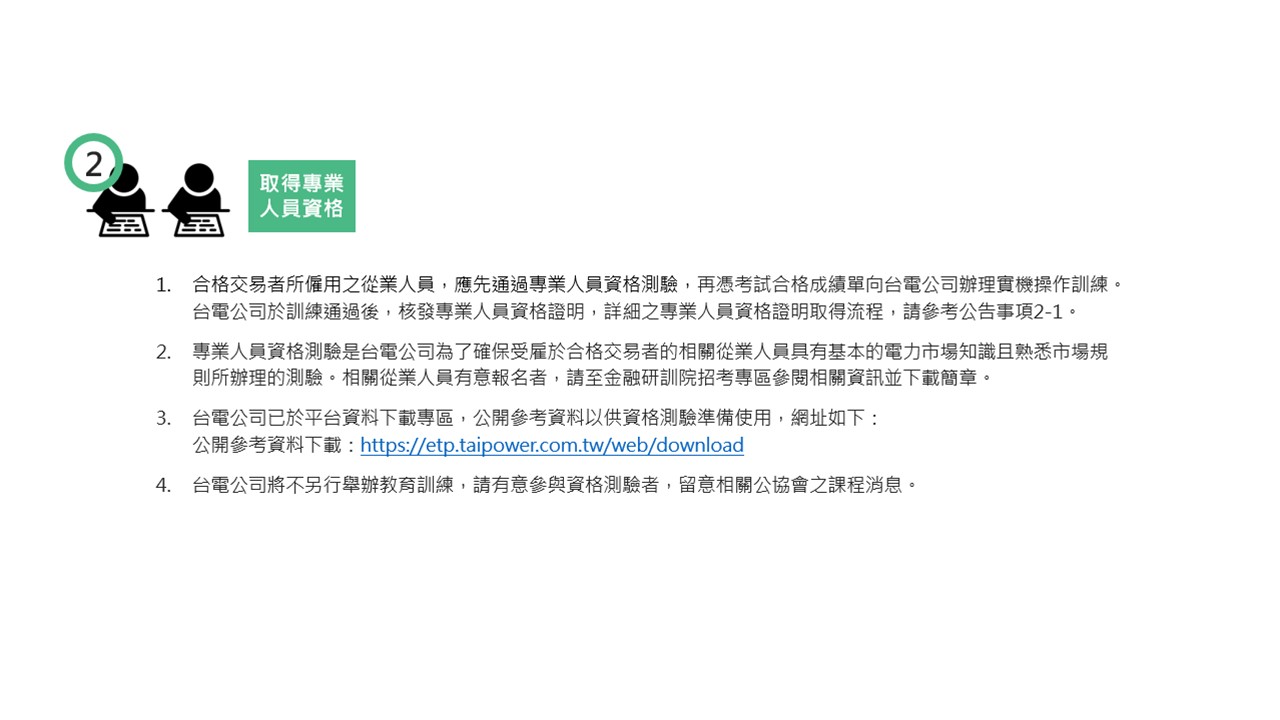 2
取得專業
人員資格
1. 合格交易者所僱用之從業人員，應先通過專業人員資格測驗，再憑考試合格成績單向台電公司辦理實機操作訓練。
台電公司於訓練通過後，核發專業人員資格證明，詳細之專業人員資格證明取得流程，請參考公告事項2-1。
2. 專業人員資格測驗是台電公司為了確保受雇於合格交易者的相關從業人員具有基本的電力市場知識且熟悉市場規
則所辦理的測驗。相關從業人員有意報名者，請至金融研訓院招考專區參閱相關資訊並下載簡章。
3. 台電公司已於平台資料下載專區，公開參考資料以供資格測驗準備使用，網址如下：
公開參考資料下載：https://etp.taipower.com.tw/web/download
4. 台電公司將不另行舉辦教育訓練，請有意參與資格測驗者，留意相關公協會之課程消息。